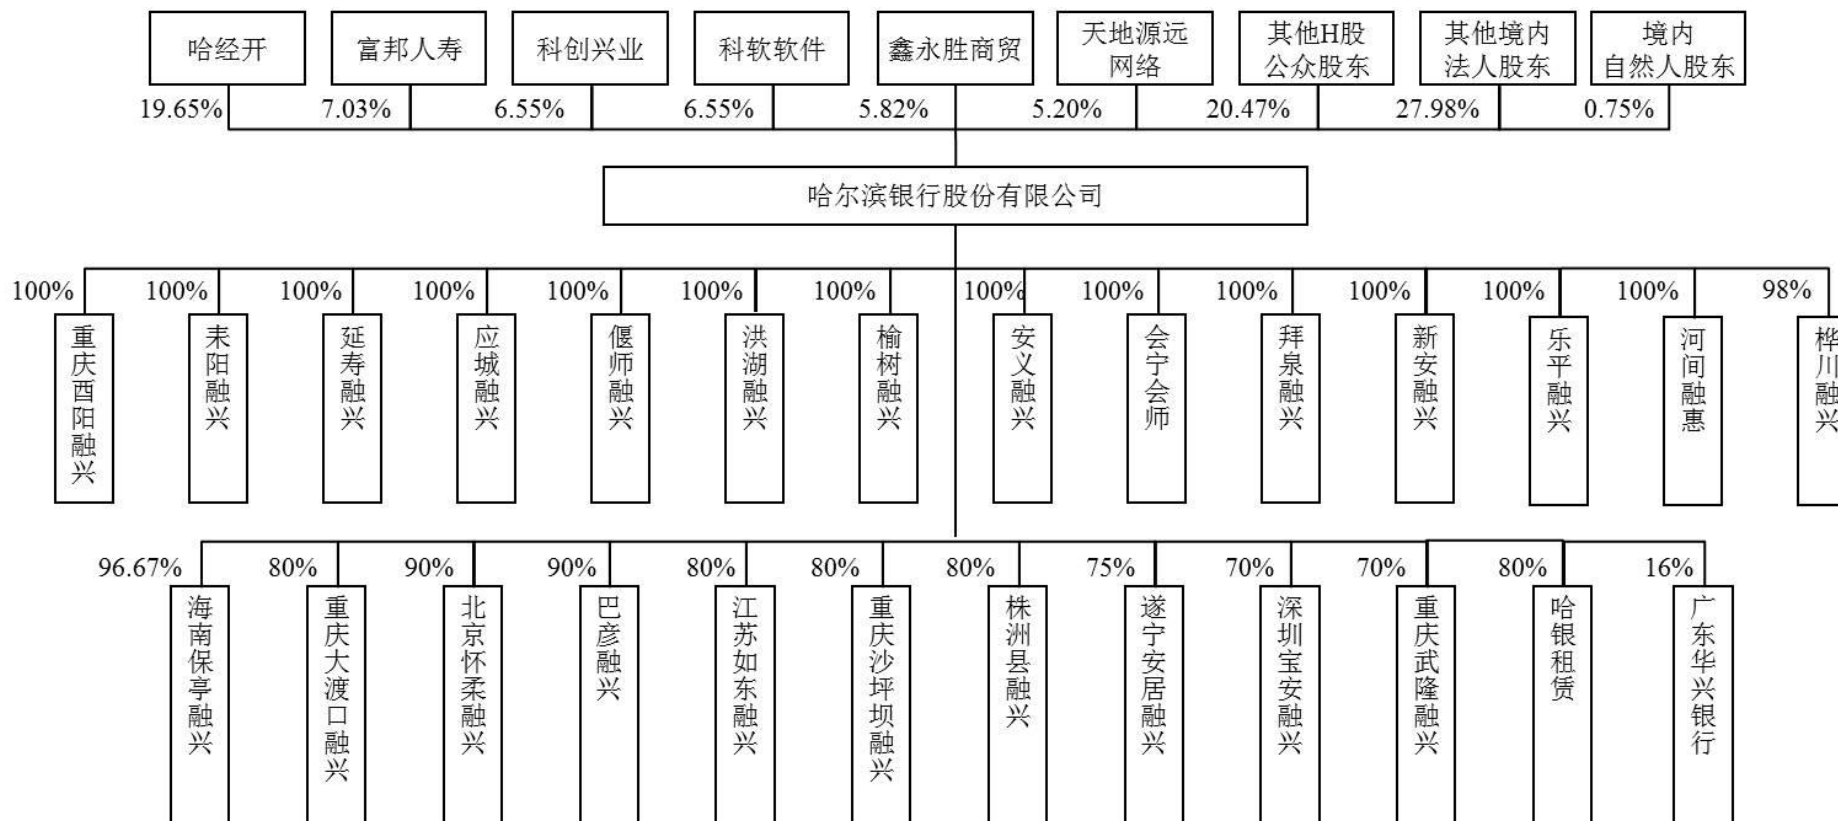 哈经开
富邦人寿
科创兴业
科软软件
鑫永胜商贸
天地源远
网络
其他H股
公众股东
其他境内
法人股东
境内
自然人股东
19.65%
7.03%
6.55%
6.55%
5.82%
5.20%
20.47%
27.98%
0.75%
哈尔滨银行股份有限公司
100%
100%
100%
100%
100%
100%
100%
100%
100%
100%
100%
100%
100%
98%
重庆酉阳融兴
耒阳融兴
延寿融兴
应城融兴
偃师融兴
洪湖融兴
榆树融兴
安义融兴
会宁会师
拜泉融兴
新安融兴
乐平融兴
河间融惠
桦川融兴
96.67%
80%
90%
90%
80%
80%
80%
75%
70%
70%
80%
16%
海南保亭融兴
重庆大渡口融兴
北京怀柔融兴
巴彦融兴
江苏如东融兴
重庆沙坪坝融兴
株洲县融兴
遂宁安居融兴
深圳宝安融兴
重庆武隆融兴
哈银租赁
广东华兴银行